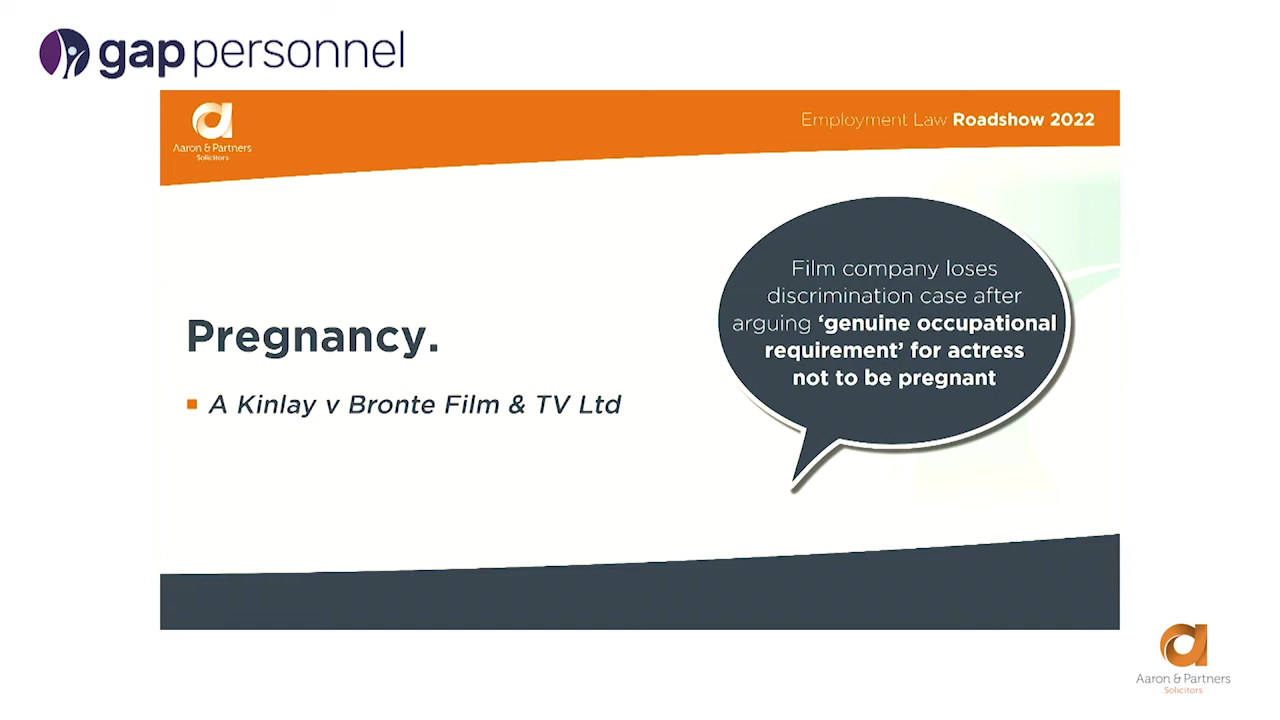 gap personnel
Aaron & Partners
Solicitors
Employment Law Roadshow 2022
Pregnancy.
A Kinlay v Bronte Film & TV Ltd
Film company loses
discrimination case after
arguing ‘genuine occupational
requirement’ for actress
not to be pregnant
Aaron & Partners
Solicitors